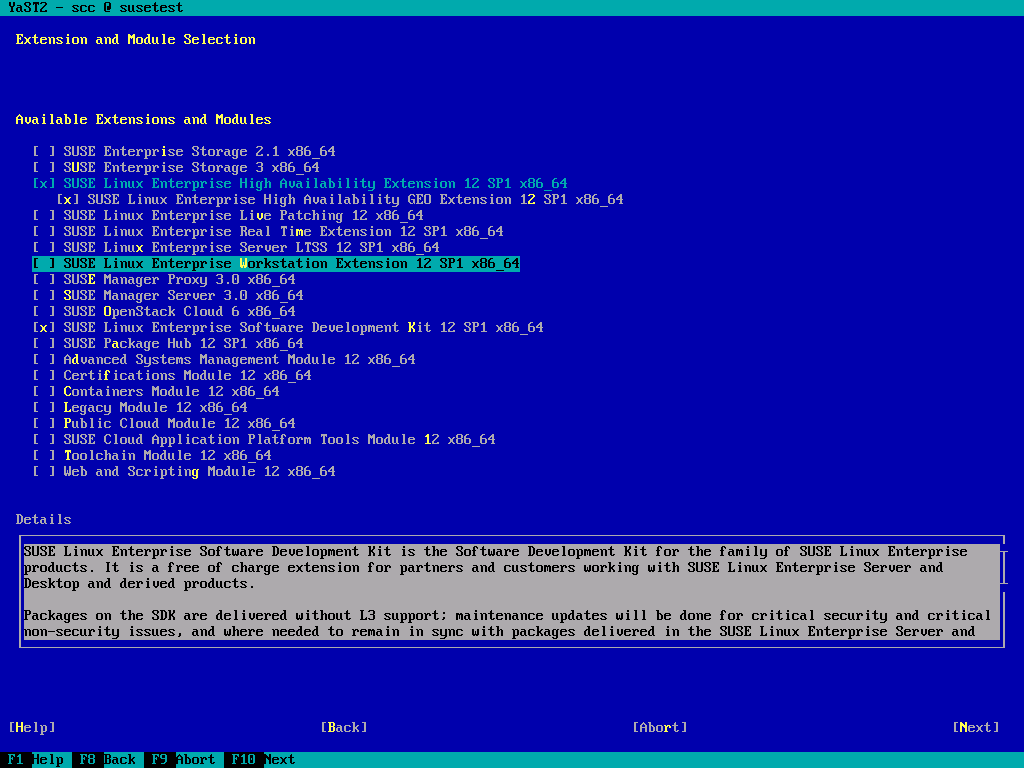 YaST2 - scc @ susetest
Extension and Module Selection
Available Extensions and Modules
[ ] SUSE Enterprise Storage 2.1 x86_64
[ ] SUSE Enterprise Storage 3 x86_64
[x] SUSE Linux Enterprise High Availability Extension 12 SP1 x86_64
[x] SUSE Linux Enterprise High Availability GEO Extension 12 SP1 x86_64
[ ] SUSE Linux Enterprise Live Patching 12 x86_64
[ ] SUSE Linux Enterprise Real Time Extension 12 SP1 x86_64
[ ] SUSE Linux Enterprise Server LTSS 12 SP1 x86_64
[ ] SUSE Linux Enterprise Workstation Extension 12 SP1 x86_64
[ ] SUSE Manager Proxy 3.0 x86_64
[ ] SUSE Manager Server 3.0 x86_64
[ ] SUSE OpenStack Cloud 6 x86_64
[x] SUSE Linux Enterprise Software Development Kit 12 SP1 x86_64
[ ] SUSE Package Hub 12 SP1 x86_64
[ ] Advanced Systems Management Module 12 x86_64
[ ] Certifications Module 12 x86_64
[ ] Containers Module 12 x86_64
[ ] Legacy Module 12 x86_64
[ ] Public Cloud Module 12 x86_64
[ ] SUSE Cloud Application Platform Tools Module 12 x86_64
[ ] Toolchain Module 12 x86_64
[ ] Web and Scripting Module 12 x86_64
Details
SUSE Linux Enterprise Software Development Kit is the Software Development Kit for the family of SUSE Linux Enterprise
products. It is a free of charge extension for partners and customers working with SUSE Linux Enterprise Server and
Desktop and derived products.
Packages on the SDK are delivered without L3 support; maintenance updates will be done for critical security and critical
non-security issues, and where needed to remain in sync with packages delivered in the SUSE Linux Enterprise Server and
[Help] [Back] [Abort] [Next]
F1 Help F8 Back F9 Abort F10 Next